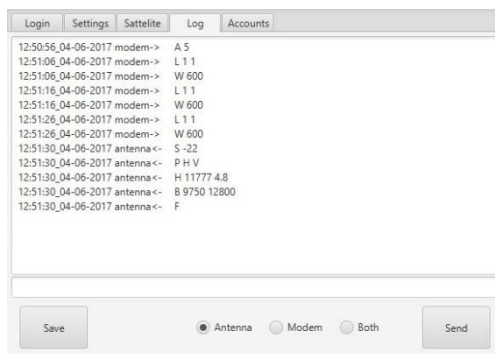 Login Settings Sattelite Log Accounts
12:50:56_04-06-2017 modem-> A 5
12:51:06_04-06-2017 modem-> L 1 1
12:51:06_04-06-2017 modem-> W 600
12:51:16_04-06-2017 modem-> L 1 1
12:51:16_04-06-2017 modem-> W 600
12:51:26_04-06-2017 modem-> L 1 1
12:51:26_04-06-2017 modem-> W 600
12:51:30_04-06-2017 antenna<- S -22
12:51:30_04-06-2017 antenna<- P H V
12:51:30_04-06-2017 antenna<- H 11777 4.8
12:51:30_04-06-2017 antenna<- B 9750 12800
12:51:30_04-06-2017 antenna<- F
Save Antenna Modem Both Send